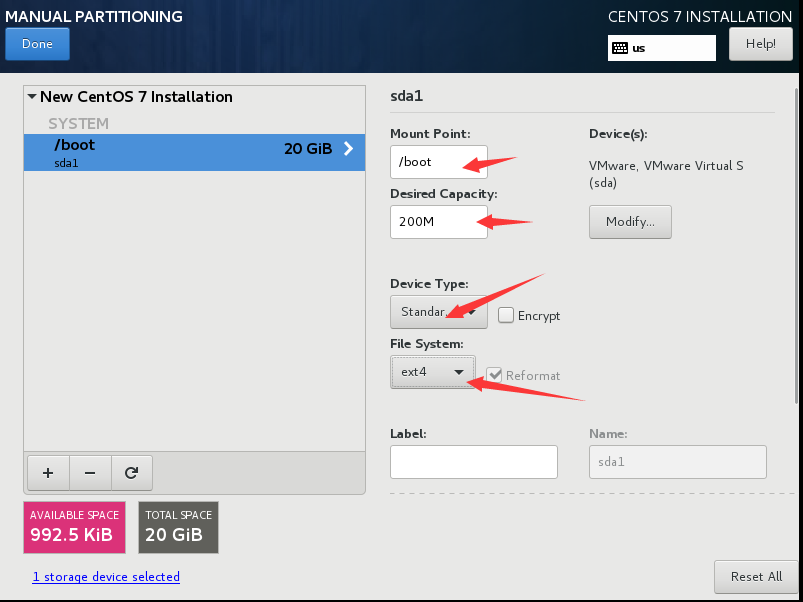 MANUAL PARTITIONING
CENTOS 7 INSTALLATION
Done
us
Help!
New CentOS 7 Installation
SYSTEM
/boot
20 GiB
sda1
sda1
Mount Point:
/boot
Device(s):
VMware, VMware Virtual S
(sda)
Desired Capacity:
200M
Modify...
Device Type:
Standar
Encrypt
File System:
ext4
Reformat
Label:
Name:
sda1
+ −
AVAILABLE SPACE
992.5 KiB
TOTAL SPACE
20 GiB
1 storage device selected
Reset All